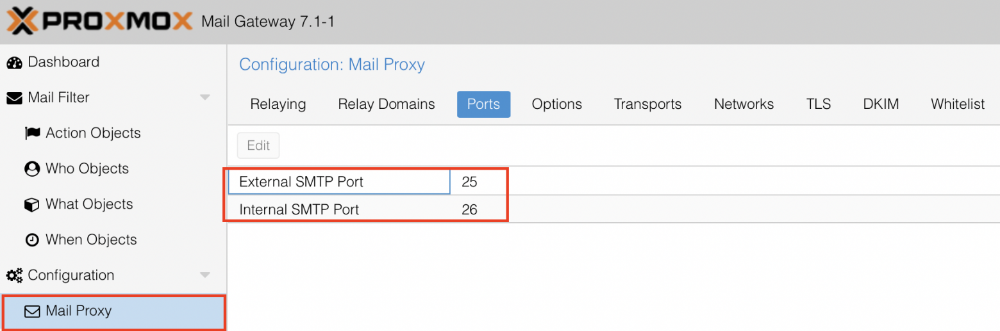 PROXMOX Mail Gateway 7.1-1
Dashboard
Mail Filter
Action Objects
Who Objects
What Objects
When Objects
Configuration
Mail Proxy
Configuration: Mail Proxy
Relaying Relay Domains Ports Options Transports Networks TLS DKIM Whitelist
Edit
External SMTP Port 25
Internal SMTP Port 26